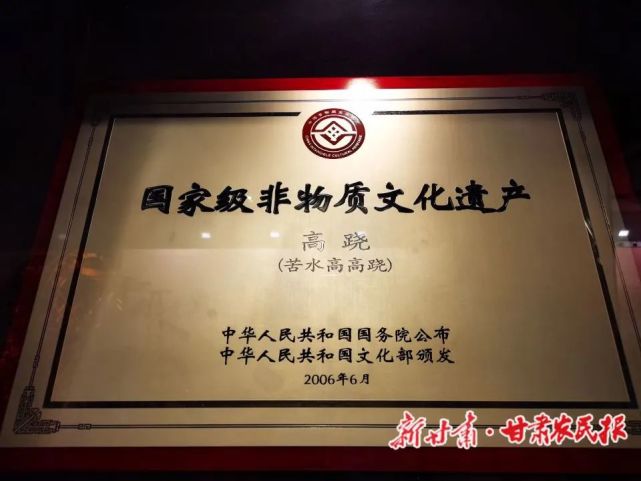 国家级非物质文化遗产
高跷
(苦水高高跷)
中华人民共和国国务院公布
中华人民共和国文化部颁发
2006年6月
新甘肃·甘肃农民报